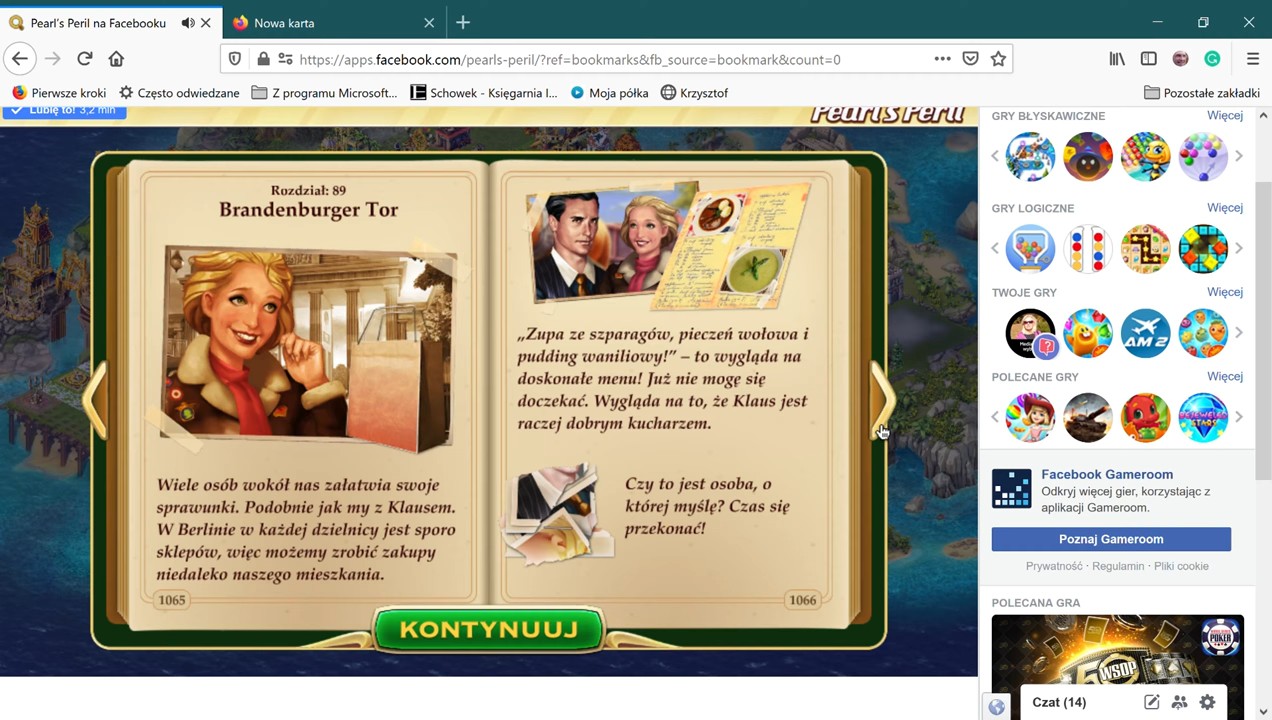 Pearl's Peril na Facebooku
Nowa karta
https://apps.facebook.com/pearls-peril/?ref=bookmarks&fb_source=bookmark&count=0
Pierwsze kroki
Często odwiedzane
Z programu Microsoft...
Schowek - Księgarnia I...
Moja półka
Krzysztof
Pozostałe zakładki
Lubię to! 3,2 mln
Pearl's Peril
Rozdział: 89
Brandenburger Tor
Wiele osób wokół nas załatwia swoje
sprawunki. Podobnie jak my z Klausem.
W Berlinie w każdej dzielnicy jest sporo
sklepów, więc możemy zrobić zakupy
niedaleko naszego mieszkania.
1065
„Zupa ze szparagów, pieczeń wołowa i
pudding waniliowy!” – to wygląda na
doskonałe menu! Już nie mogę się
doczekać. Wygląda na to, że Klaus jest
raczej dobrym kucharzem.
Czy to jest osoba, o
której myślę? Czas się
przekonać!
1066
KONTYNUUJ
GRY BŁYSKAWICZNE
Więcej
GRY LOGICZNE
Więcej
TWOJE GRY
Więcej
AM 2
POLECANE GRY
Więcej
Facebook Gameroom
Odkryj więcej gier, korzystając z
aplikacji Gameroom.
Poznaj Gameroom
Prywatność · Regulamin · Pliki cookie
POLECANA GRA
WSOP
Czat (14)